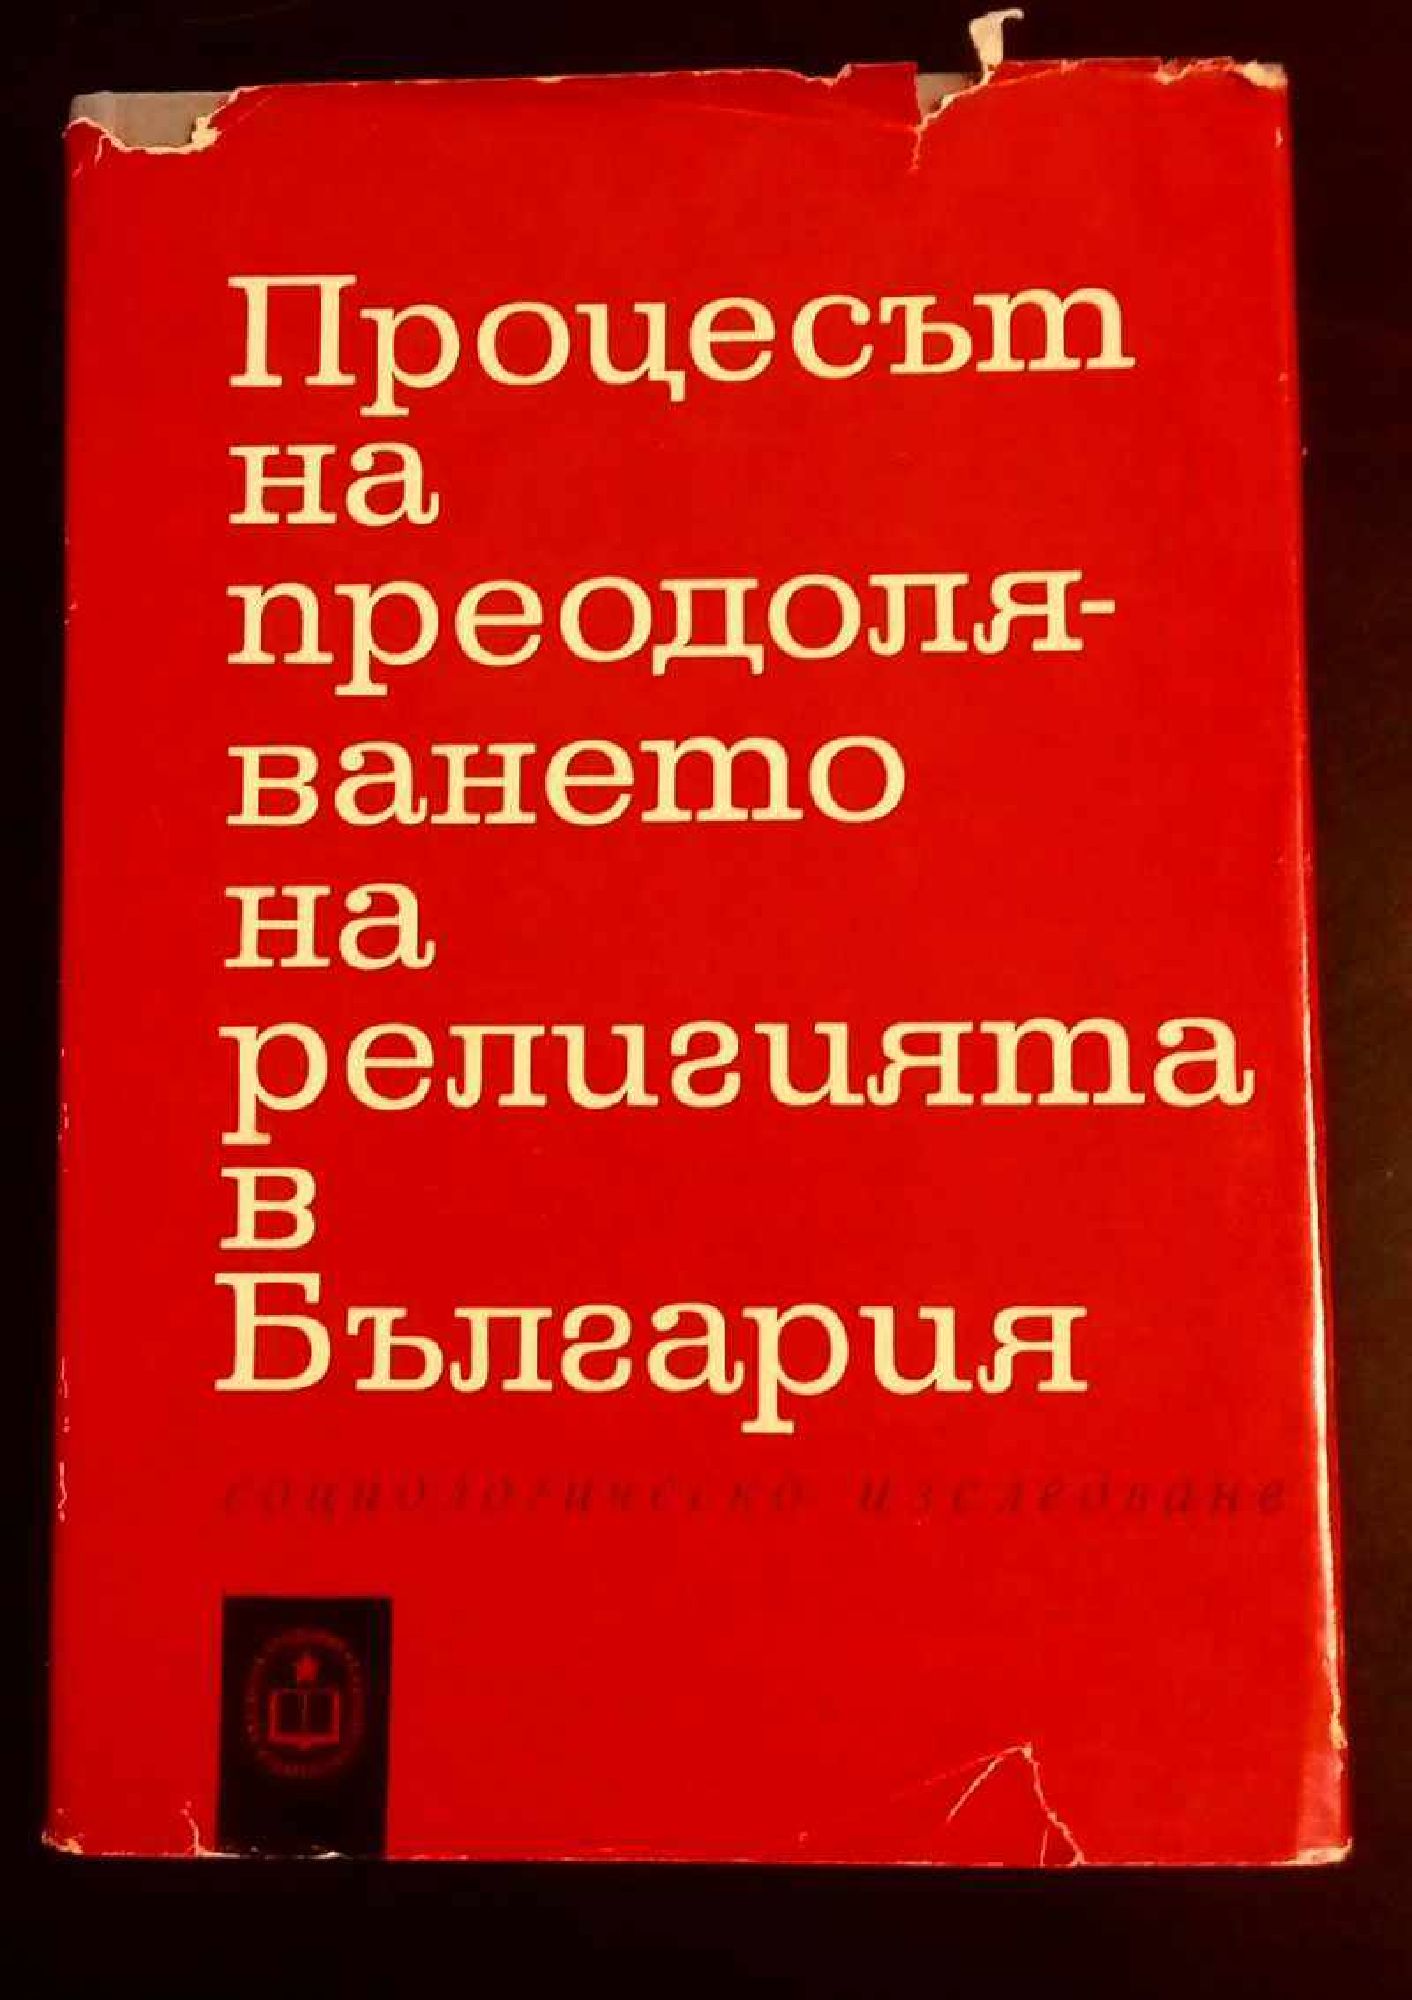 Процесът
на
преодоля-
ването
на
религията
в
България
социологическо изследване